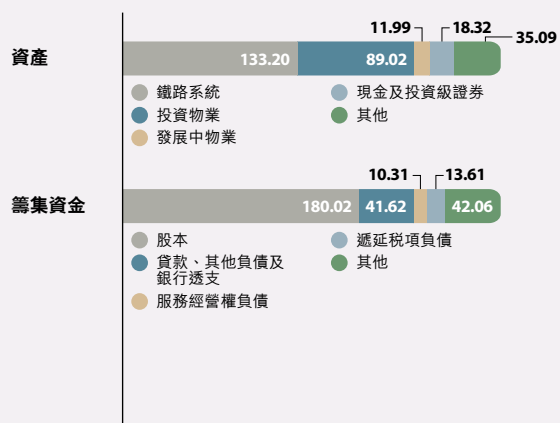 11.99
18.32
35.09
資產
133.20
89.02
鐵路系統
現金及投資級證券
投資物業
其他
發展中物業
10.31
13.61
籌集資金
180.02
41.62
42.06
股本
遞延稅項負債
貸款、其他負債及
銀行透支
其他
服務經營權負債